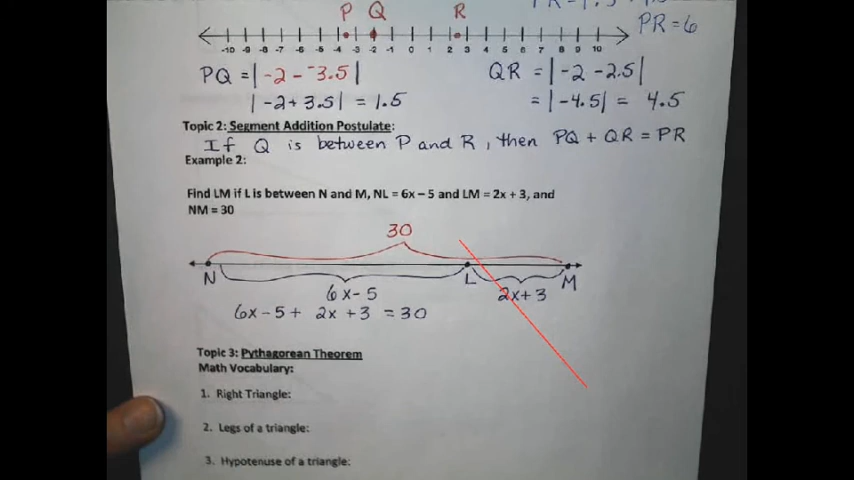 P Q R
PR = 6
-10 -9 -8 -7 -6 -5 -4 -3 -2 -1 0 1 2 3 4 5 6 7 8 9 10
PQ = |-2 - -3.5| QR = |-2 - 2.5|
|-2 + 3.5| = 1.5 = |-4.5| = 4.5
Topic 2: Segment Addition Postulate:
If Q is between P and R, then PQ + QR = PR
Example 2:
Find LM if L is between N and M, NL = 6x – 5 and LM = 2x + 3, and
NM = 30
30
N L M
6x - 5 2x + 3
6x - 5 + 2x + 3 = 30
Topic 3: Pythagorean Theorem
Math Vocabulary:
1. Right Triangle:
2. Legs of a triangle:
3. Hypotenuse of a triangle: